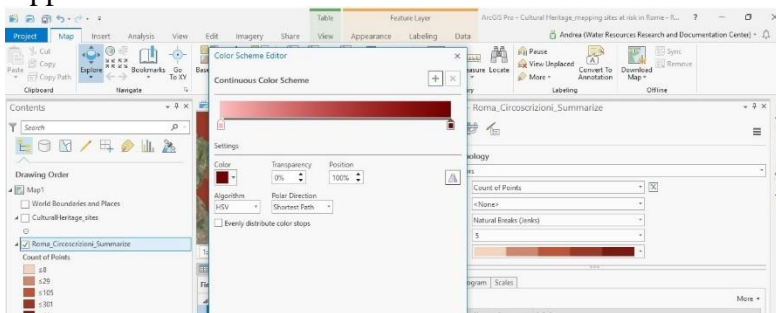 Table Feature Layer ArcGIS Pro - Cultural Heritage_mapping sites at risk in Rome - R...
Project Map Insert Analysis View Edit Imagery Share View Appearance Labeling Data Andrea (Water Resources Research and Documentation Center)
Cut
Copy
Paste Copy Path
Explore Bookmarks Go To XY
Clipboard Navigate
Locate
Pause
View Unplaced
More
Convert To Annotation
Download Map
Sync
Remove
Labeling Offline
Color Scheme Editor
Continuous Color Scheme
Settings
Color Transparency Position
0% 100%
Algorithm Polar Direction
HSV Shortest Path
Evenly distribute color stops
Contents
Search
Drawing Order
Map1
World Boundaries and Places
CulturalHeritage_sites
Roma_Circoscrizioni_Summarize
Count of Points
≤8
≤29
≤105
≤301
- Roma_Circoscrizioni_Summarize
Count of Points
<None>
Natural Breaks (Jenks)
5
Scales
More